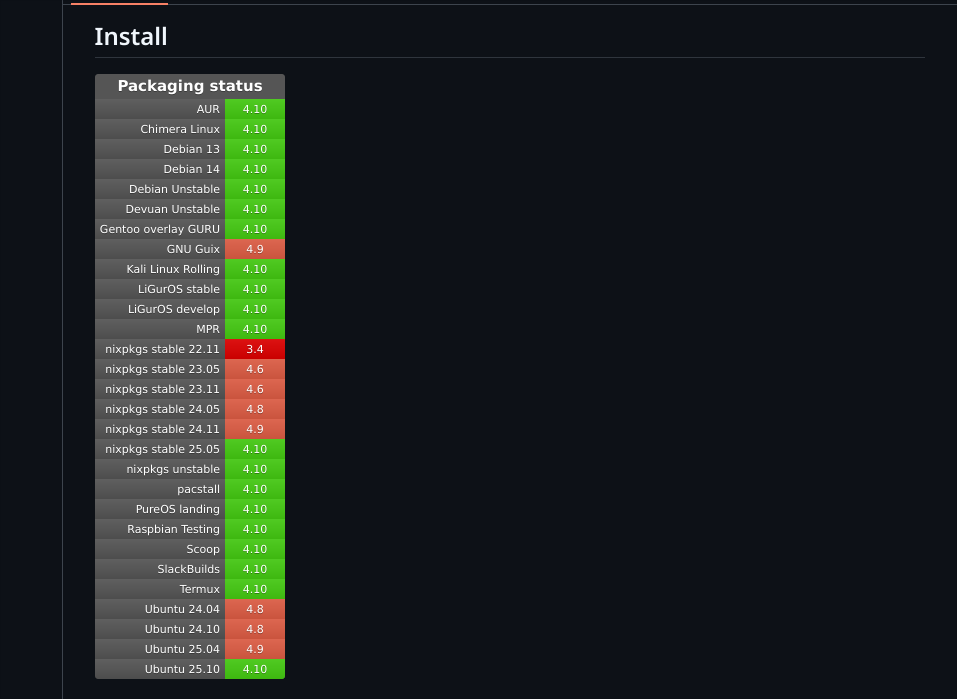 Install
Packaging status
AUR 4.10
Chimera Linux 4.10
Debian 13 4.10
Debian 14 4.10
Debian Unstable 4.10
Devuan Unstable 4.10
Gentoo overlay GURU 4.10
GNU Guix 4.9
Kali Linux Rolling 4.10
LiGurOS stable 4.10
LiGurOS develop 4.10
MPR 4.10
nixpkgs stable 22.11 3.4
nixpkgs stable 23.05 4.6
nixpkgs stable 23.11 4.6
nixpkgs stable 24.05 4.8
nixpkgs stable 24.11 4.9
nixpkgs stable 25.05 4.10
nixpkgs unstable 4.10
pacstall 4.10
PureOS landing 4.10
Raspbian Testing 4.10
Scoop 4.10
SlackBuilds 4.10
Termux 4.10
Ubuntu 24.04 4.8
Ubuntu 24.10 4.8
Ubuntu 25.04 4.9
Ubuntu 25.10 4.10